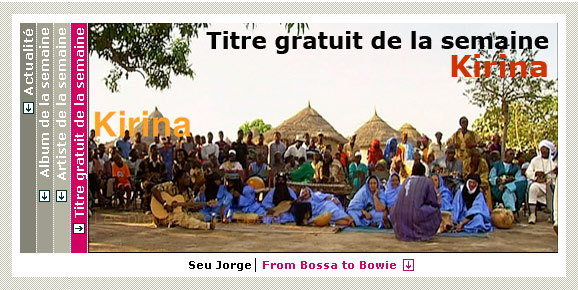 Actualité
Album de la semaine
Artiste de la semaine
Titre gratuit de la semaine
Titre gratuit de la semaine
Kirina
Kirina
Seu Jorge | From Bossa to Bowie